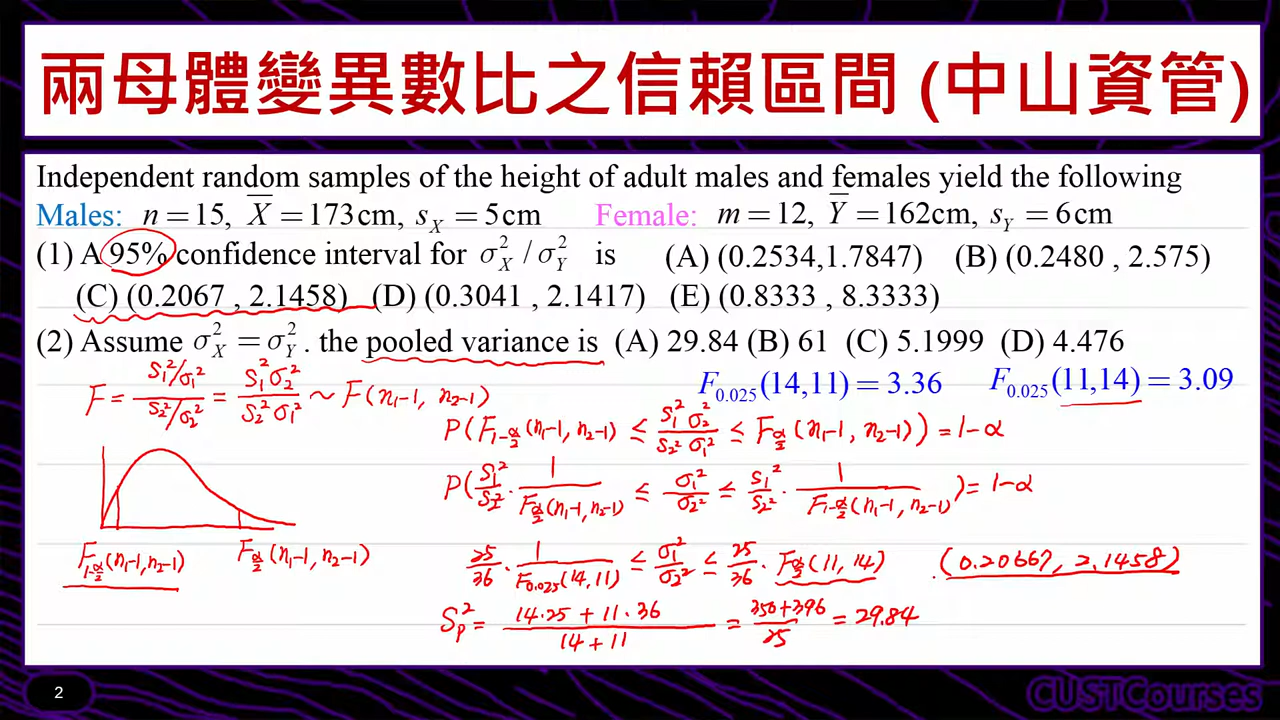 兩母體變異數比之信賴區間 (中山資管)
Independent random samples of the height of adult males and females yield the following
Males: n = 15, X̄ = 173cm, s_X = 5cm Female: m = 12, Ȳ = 162cm, s_Y = 6cm
(1) A 95% confidence interval for σ_X² / σ_Y² is (A) (0.2534,1.7847) (B) (0.2480 , 2.575)
(C) (0.2067 , 2.1458) (D) (0.3041 , 2.1417) (E) (0.8333 , 8.3333)
(2) Assume σ_X² = σ_Y² . the pooled variance is (A) 29.84 (B) 61 (C) 5.1999 (D) 4.476
F_0.025(14,11) = 3.36 F_0.025(11,14) = 3.09
F = (S₁²/σ₁²)/(S₂²/σ₂²) = (S₁²σ₂²)/(S₂²σ₁²) ~ F(n₁-1, n₂-1)
P(F_{1-α/2}(n₁-1, n₂-1) ≤ (S₁² σ₂²)/(S₂² σ₁²) ≤ F_{α/2}(n₁-1, n₂-1)) = 1-α
P(S₁²/S₂² · 1/F_{α/2}(n₁-1, n₂-1) ≤ σ₁²/σ₂² ≤ S₁²/S₂² · 1/F_{1-α/2}(n₁-1, n₂-1)) = 1-α
F_{1-α/2}(n₁-1, n₂-1) F_{α/2}(n₁-1, n₂-1)
25/36 · 1/F_{0.025}(14, 11) ≤ σ₁²/σ₂² ≤ 25/36 · F_{α/2}(11, 14) (0.20667, 2.1458)
S_p² = (14·25 + 11·36)/(14 + 11) = (350+396)/25 = 29.84
2
CUSTCourses